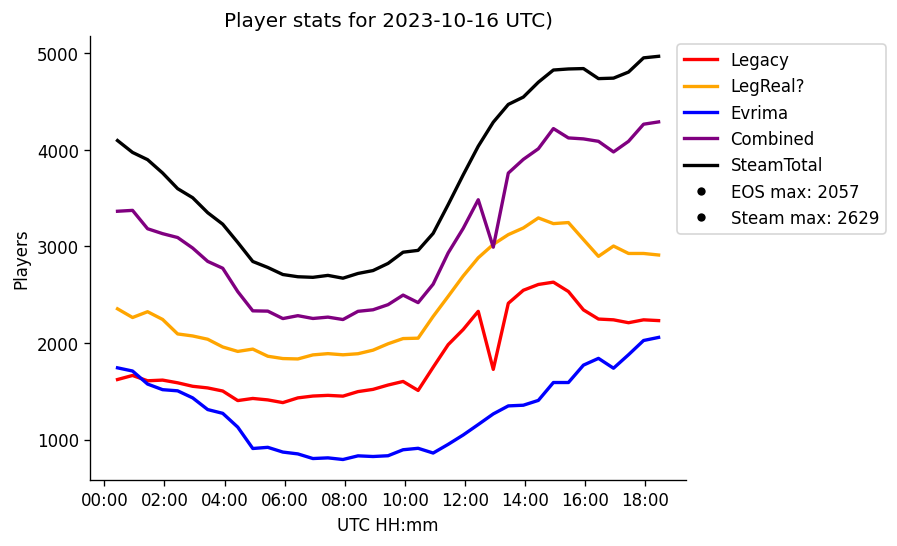 Player stats for 2023-10-16 UTC)
5000
4000
3000
2000
1000
Players
00:00 02:00 04:00 06:00 08:00 10:00 12:00 14:00 16:00 18:00
UTC HH:mm
Legacy
LegReal?
Evrima
Combined
SteamTotal
EOS max: 2057
Steam max: 2629